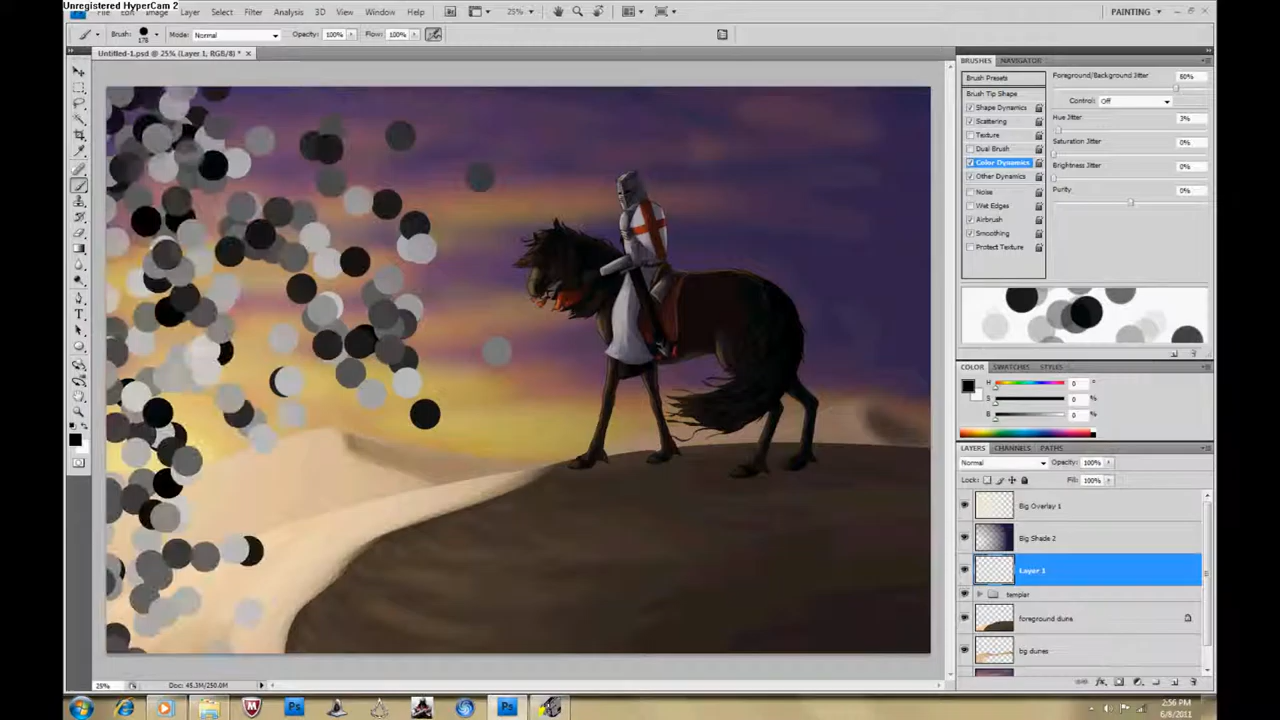 Unregistered HyperCam 2
Edit Image Layer Select Filter Analysis 3D View Window Help 25% PAINTING
Brush: 176 Mode: Normal Opacity: 100% Flow: 100%
Untitled-1.psd @ 25% (Layer 1, RGB/8) *
BRUSHES NAVIGATOR
Brush Presets
Brush Tip Shape
Shape Dynamics
Scattering
Texture
Dual Brush
Color Dynamics
Other Dynamics
Noise
Wet Edges
Airbrush
Smoothing
Protect Texture
Foreground/Background Jitter 80%
Control: Off
Hue Jitter 3%
Saturation Jitter 0%
Brightness Jitter 0%
Purity 0%
COLOR SWATCHES STYLES
H 0 °
S 0 %
B 0 %
LAYERS CHANNELS PATHS
Normal Opacity: 100%
Lock: Fill: 100%
Big Overlay 1
Big Shade 2
Layer 1
templar
foreground dune
bg dunes
25% Doc: 45.3M/250.0M
2:56 PM
6/8/2011